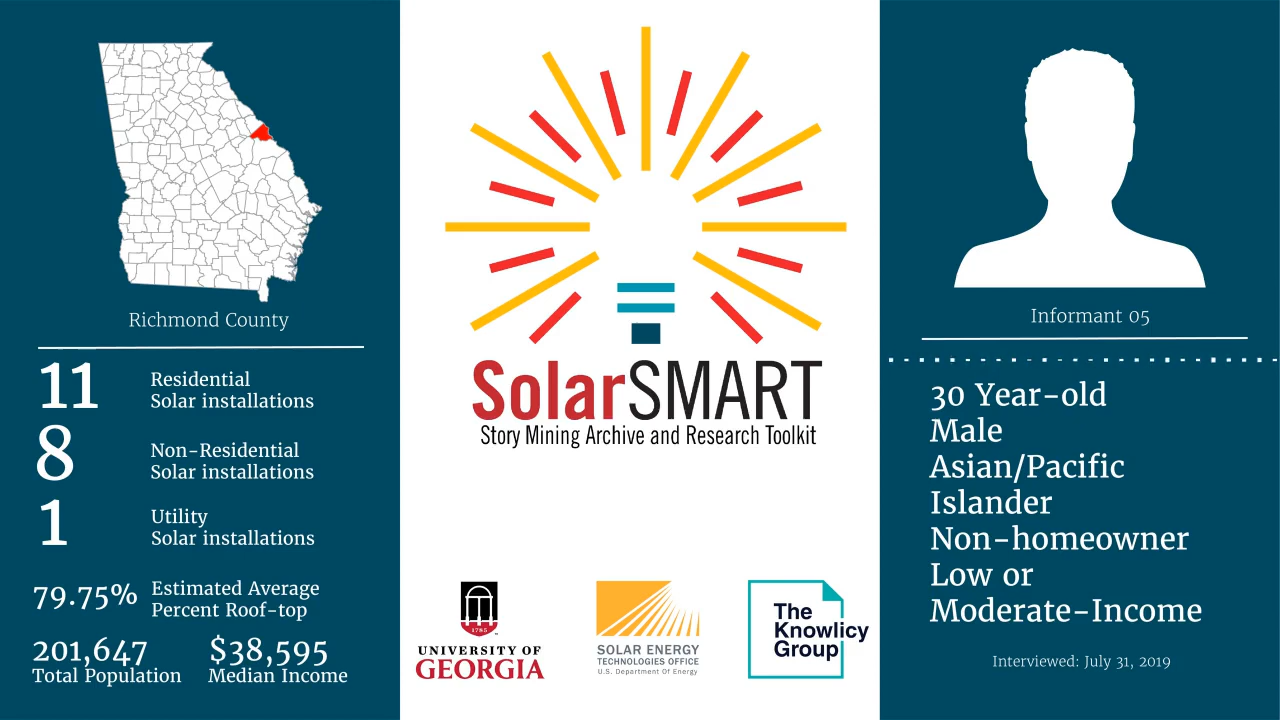 Richmond County
11
Residential
Solar installations
8
Non-Residential
Solar installations
1
Utility
Solar installations
79.75%
Estimated Average
Percent Roof-top
201,647
Total Population
$38,595
Median Income
SolarSMART
Story Mining Archive and Research Toolkit
1785
UNIVERSITY OF
GEORGIA
SOLAR ENERGY
TECHNOLOGIES OFFICE
U.S. Department Of Energy
The
Knowlicy
Group
Informant 05
30 Year-old
Male
Asian/Pacific
Islander
Non-homeowner
Low or
Moderate-Income
Interviewed: July 31, 2019